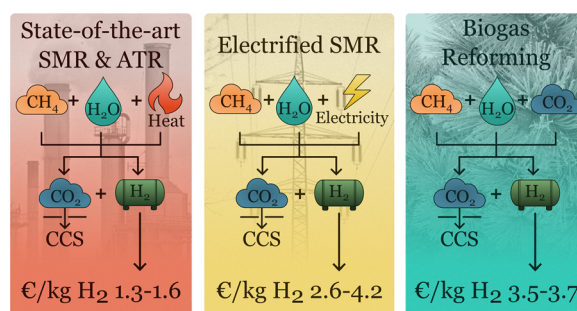 State-of-the-art
SMR & ATR
CH₄ + H₂O + Heat
CO₂ + H₂
CCS
€/kg H₂ 1.3-1.6
Electrified SMR
CH₄ + H₂O + Electricity
CO₂ + H₂
CCS
€/kg H₂ 2.6-4.2
Biogas
Reforming
CH₄ + H₂O + CO₂
CO₂ + H₂
CCS
€/kg H₂ 3.5-3.7